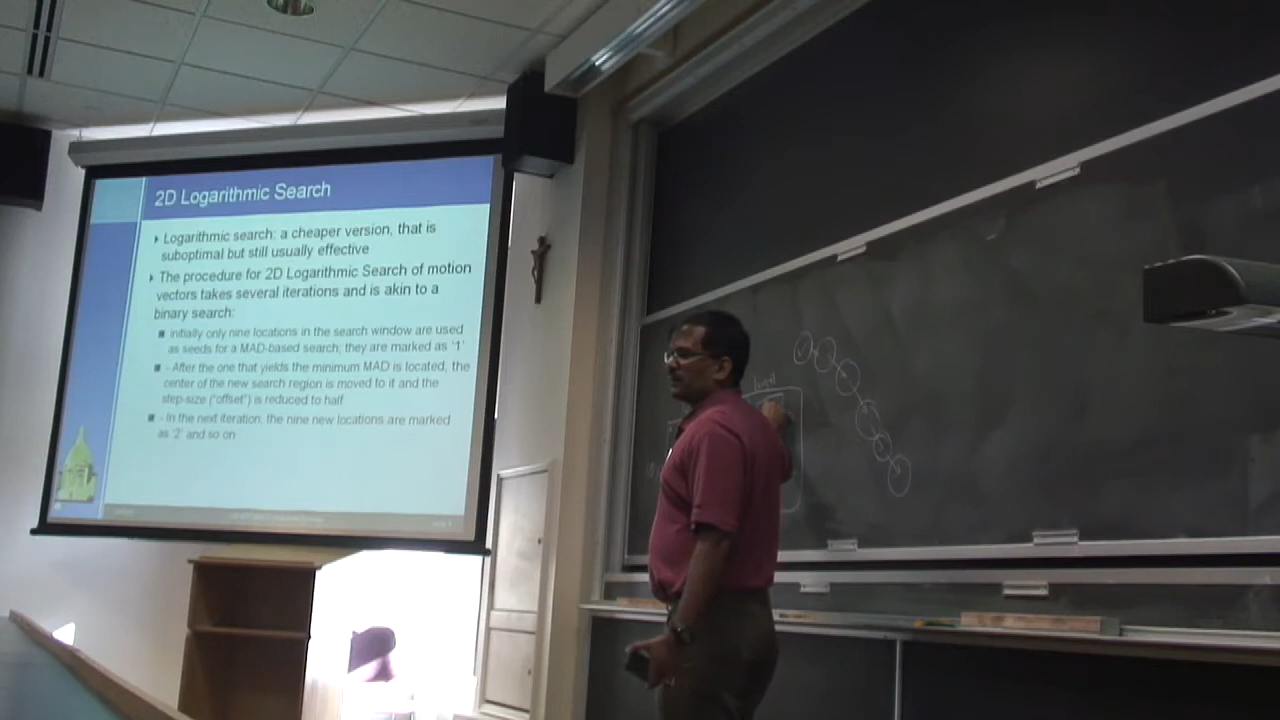 2D Logarithmic Search
Logarithmic search: a cheaper version, that is
suboptimal but still usually effective
The procedure for 2D Logarithmic Search of motion
vectors takes several iterations and is akin to a
binary search:
initially only nine locations in the search window are used
as seeds for a MAD-based search; they are marked as '1'
- After the one that yields the minimum MAD is located, the
center of the new search region is moved to it and the
step-size ("offset") is reduced to half
- In the next iteration, the nine new locations are marked
as '2' and so on